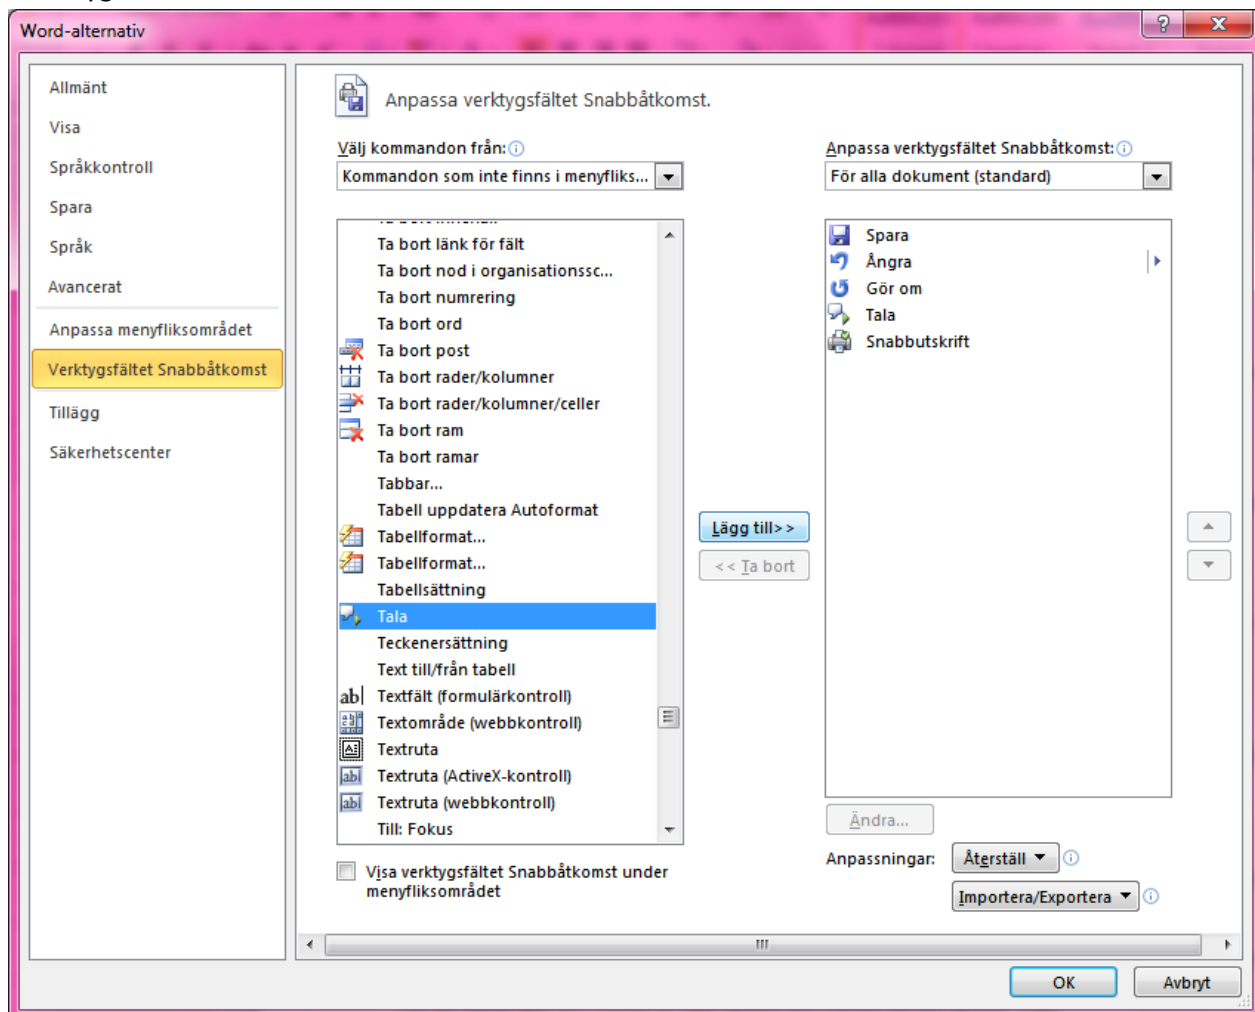 Word-alternativ
Allmänt
Visa
Språkkontroll
Spara
Språk
Avancerat
Anpassa menyfliksområdet
Verktygsfältet Snabbåtkomst
Tillägg
Säkerhetscenter
Anpassa verktygsfältet Snabbåtkomst.
Välj kommandon från:
Kommandon som inte finns i menyfliks...
Ta bort länk för fält
Ta bort nod i organisationssc...
Ta bort numrering
Ta bort ord
Ta bort post
Ta bort rader/kolumner
Ta bort rader/kolumner/celler
Ta bort ram
Ta bort ramar
Tabbar...
Tabell uppdatera Autoformat
Tabellformat...
Tabellformat...
Tabellsättning
Tala
Teckenersättning
Text till/från tabell
Textfält (formulärkontroll)
Textområde (webbkontroll)
Textruta
Textruta (ActiveX-kontroll)
Textruta (webbkontroll)
Till: Fokus
Visa verktygsfältet Snabbåtkomst under
menyfliksområdet
Lägg till>>
<< Ta bort
Anpassa verktygsfältet Snabbåtkomst:
För alla dokument (standard)
Spara
Ångra
Gör om
Tala
Snabbutskrift
Ändra...
Anpassningar:
Återställ
Importera/Exportera
OK
Avbryt